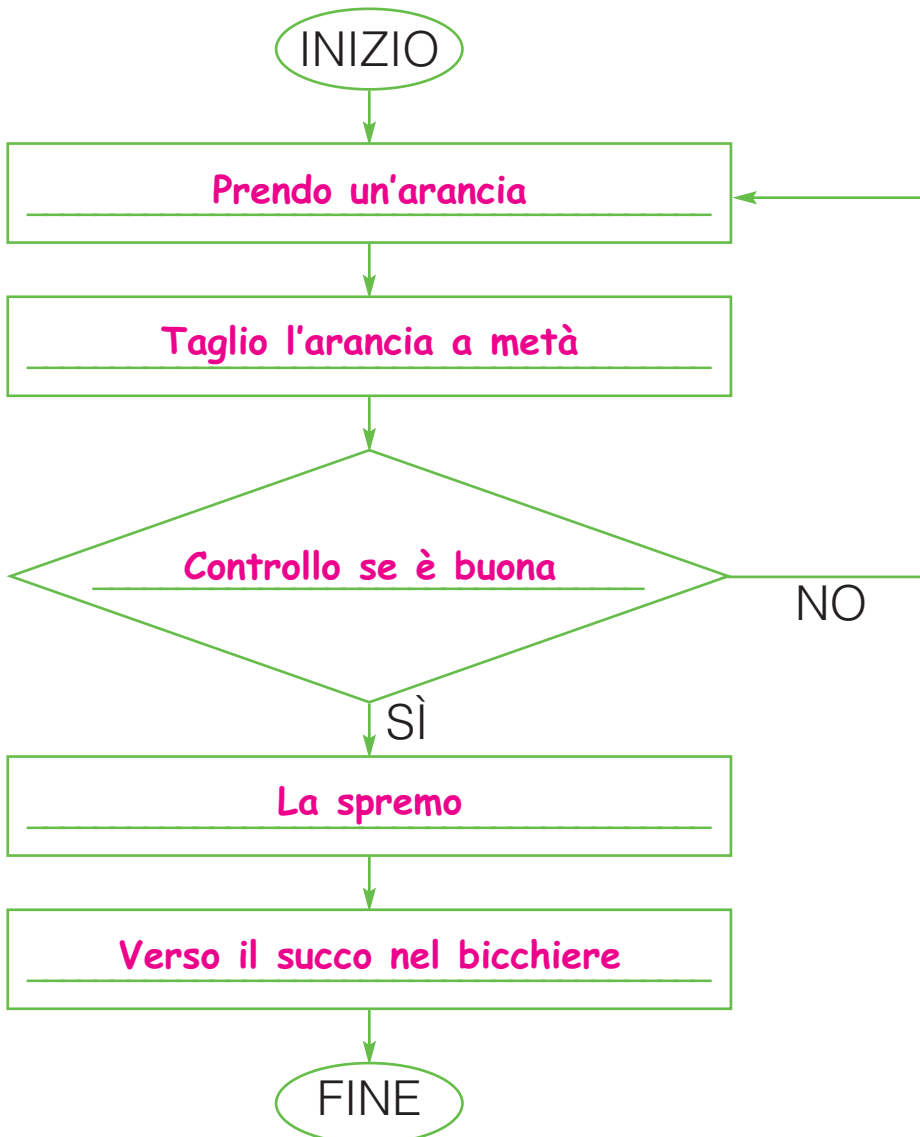 INIZIO
Prendo un'arancia
Taglio l'arancia a metà
Controllo se è buona
NO
SÌ
La spremo
Verso il succo nel bicchiere
FINE